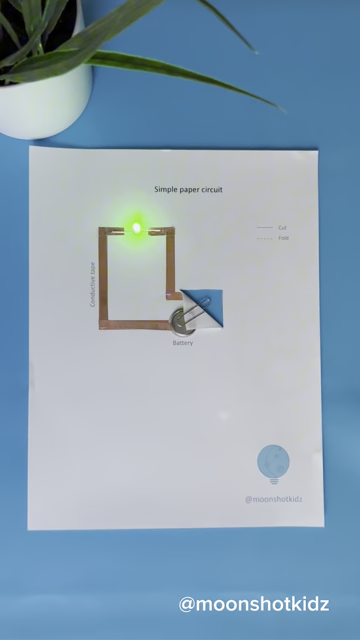 Simple paper circuit
Cut
Fold
Conductive tape
Battery
@moonshotkidz
@moonshotkidz